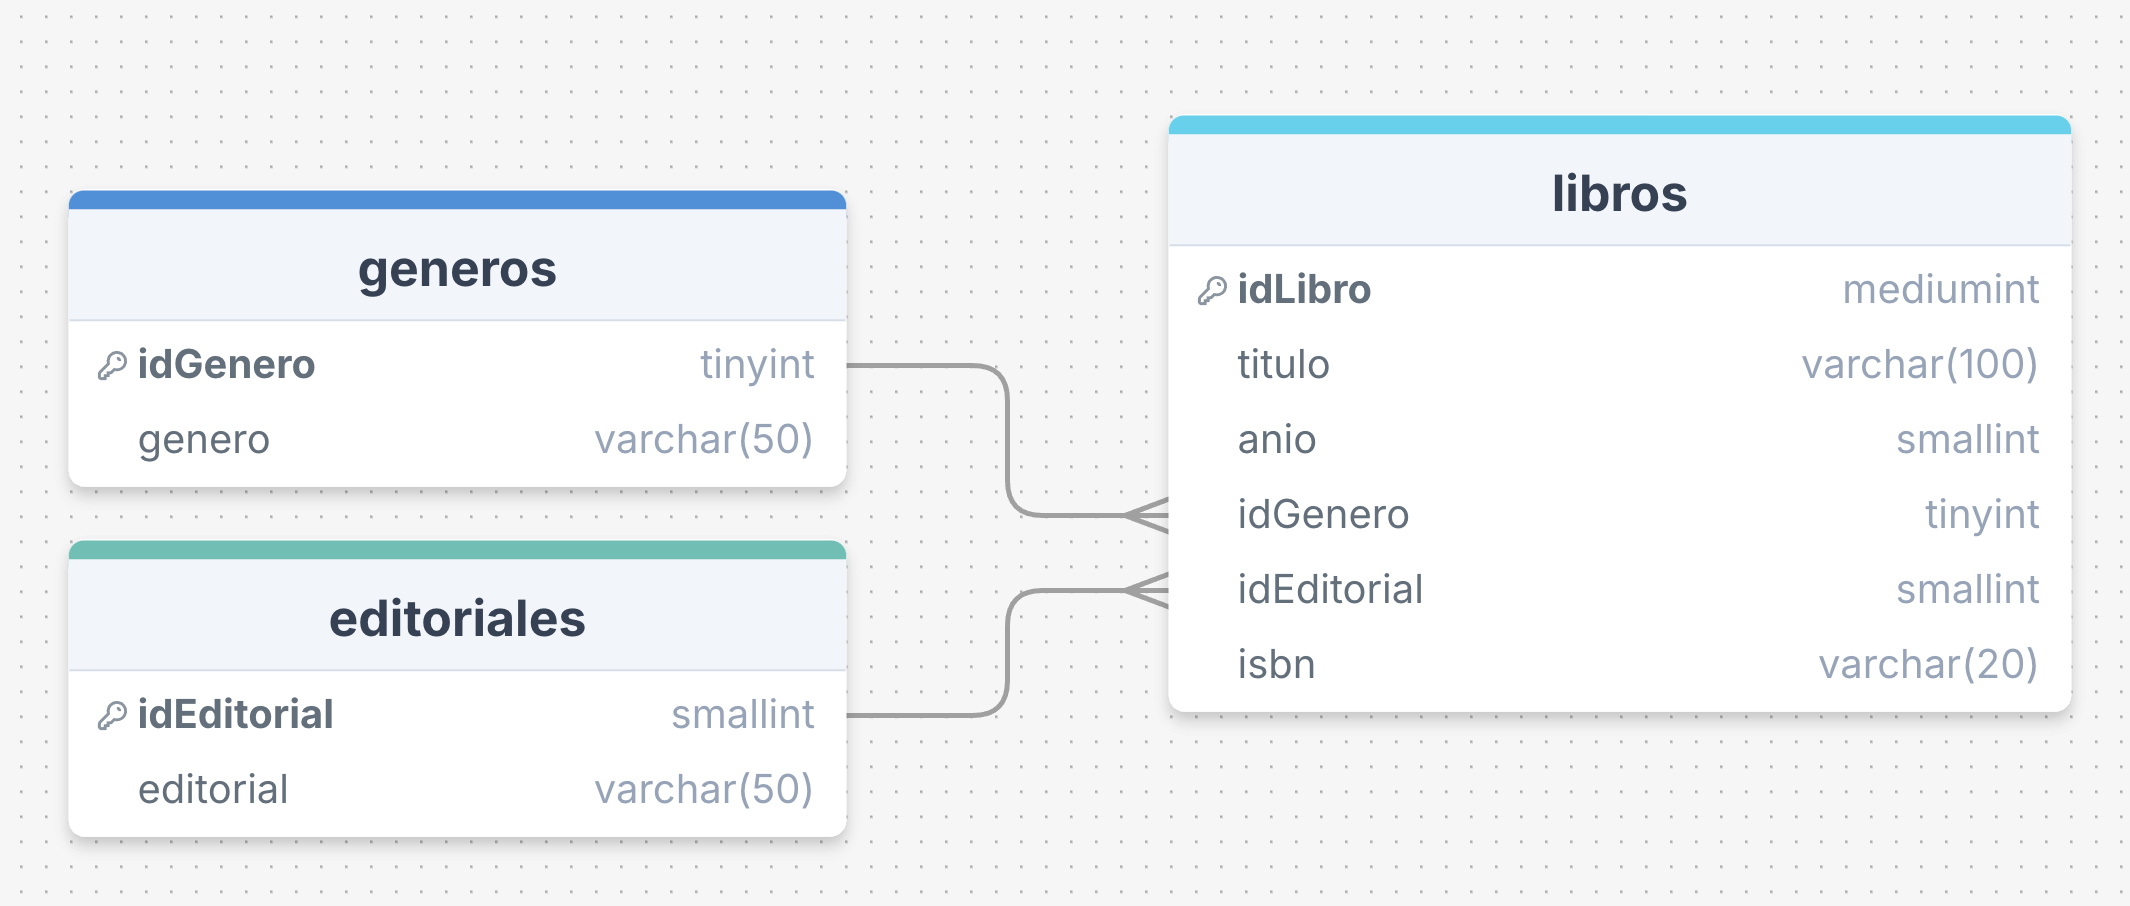 generos
idGenero tinyint
genero varchar(50)
editoriales
idEditorial smallint
editorial varchar(50)
libros
idLibro mediumint
titulo varchar(100)
anio smallint
idGenero tinyint
idEditorial smallint
isbn varchar(20)